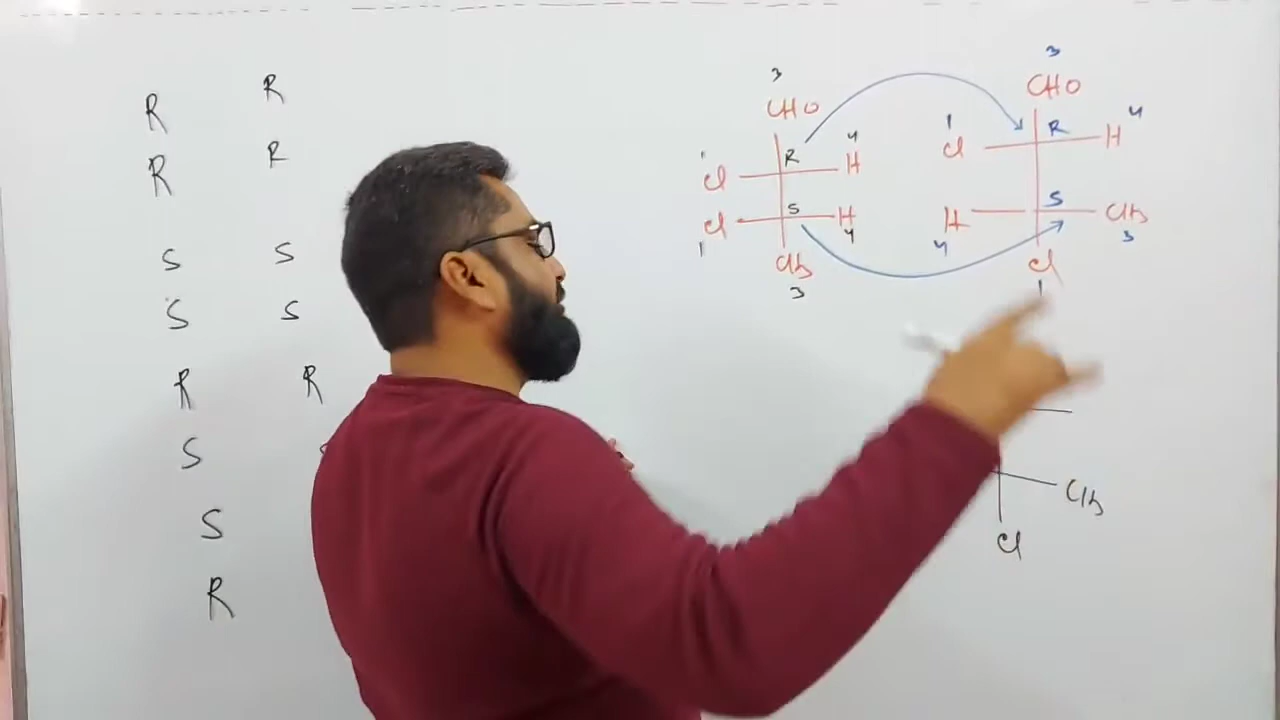 R R
R R
S S
S S
R R
S
S
R
3
CHO
1 Cl R H 4
1 Cl S H 4
CH3
3
3
CHO
1 Cl R H 4
4 H S CH3 3
Cl
1
CH3
Cl